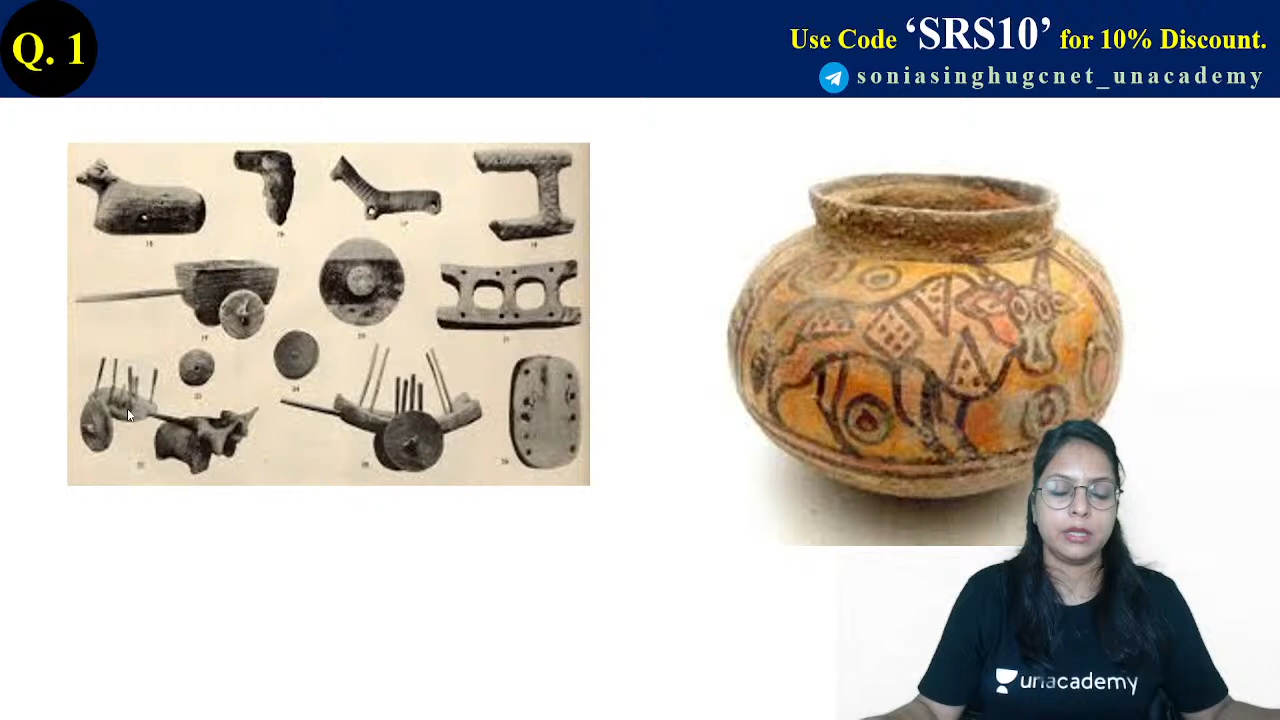 Q. 1
Use Code ‘SRS10’ for 10% Discount.
soniasinghugcnet_unacademy
unacademy